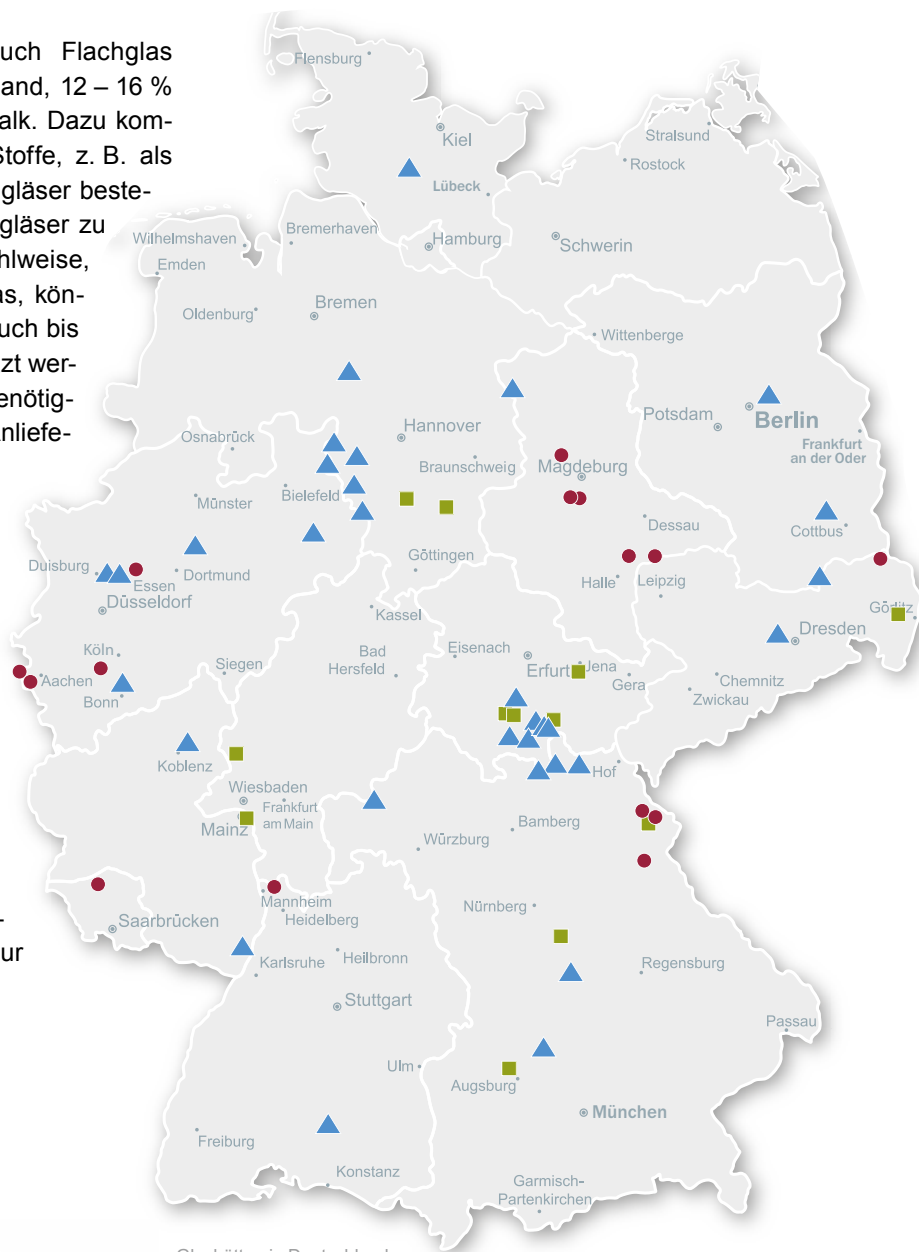 uch Flachglas
and, 12 – 16 %
alk. Dazu kom-
Stoffe, z. B. als
gläser beste-
gläser zu
hlweise,
as, kön-
uch bis
zt wer-
enötig-
nliefe-
-
ur
Flensburg
Kiel
Stralsund
Rostock
Lübeck
Wilhelmshaven
Bremerhaven
Hamburg
Schwerin
Emden
Oldenburg
Bremen
Wittenberge
Potsdam
Berlin
Hannover
Frankfurt
an der Oder
Osnabrück
Braunschweig
Magdeburg
Münster
Bielefeld
Dessau
Cottbus
Duisburg
Essen
Dortmund
Göttingen
Halle
Leipzig
Düsseldorf
Kassel
Görlitz
Dresden
Köln
Siegen
Bad
Hersfeld
Eisenach
Erfurt
Jena
Gera
Chemnitz
Zwickau
Aachen
Bonn
Koblenz
Hof
Wiesbaden
Frankfurt
am Main
Mainz
Bamberg
Würzburg
Mannheim
Heidelberg
Nürnberg
Saarbrücken
Heilbronn
Karlsruhe
Regensburg
Stuttgart
Passau
Ulm
Augsburg
München
Freiburg
Konstanz
Garmisch-
Partenkirchen